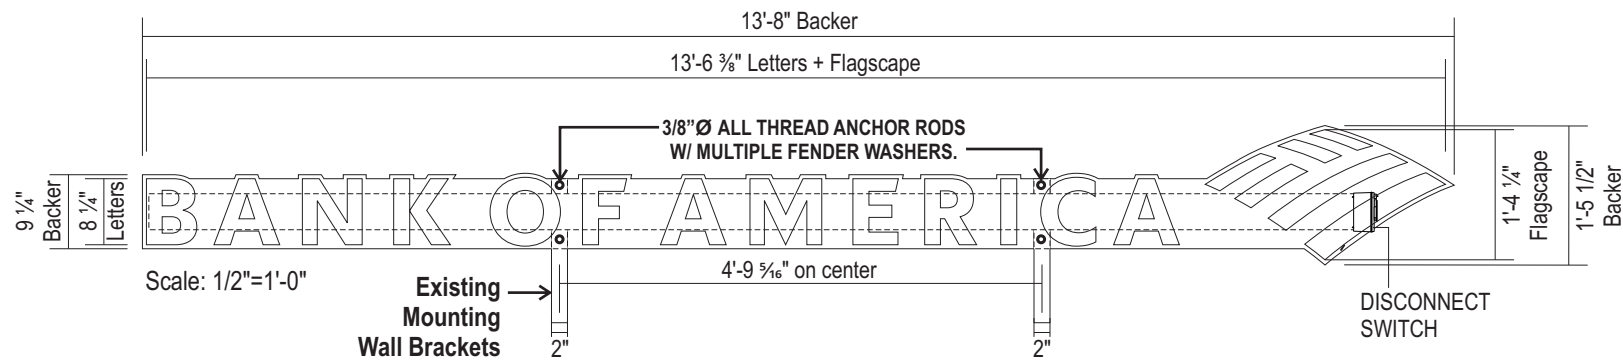 13'-8" Backer
13'-6 ⅜" Letters + Flagscape
3/8"Ø ALL THREAD ANCHOR RODS
W/ MULTIPLE FENDER WASHERS.
9 ¼"
Backer
8 ¼"
Letters
BANK OF AMERICA
1'-4 ¼"
Flagscape
1'-5 1/2"
Backer
Scale: 1/2"=1'-0"
4'-9 ⁵⁄₁₆" on center
Existing
Mounting
Wall Brackets
2"
2"
DISCONNECT
SWITCH